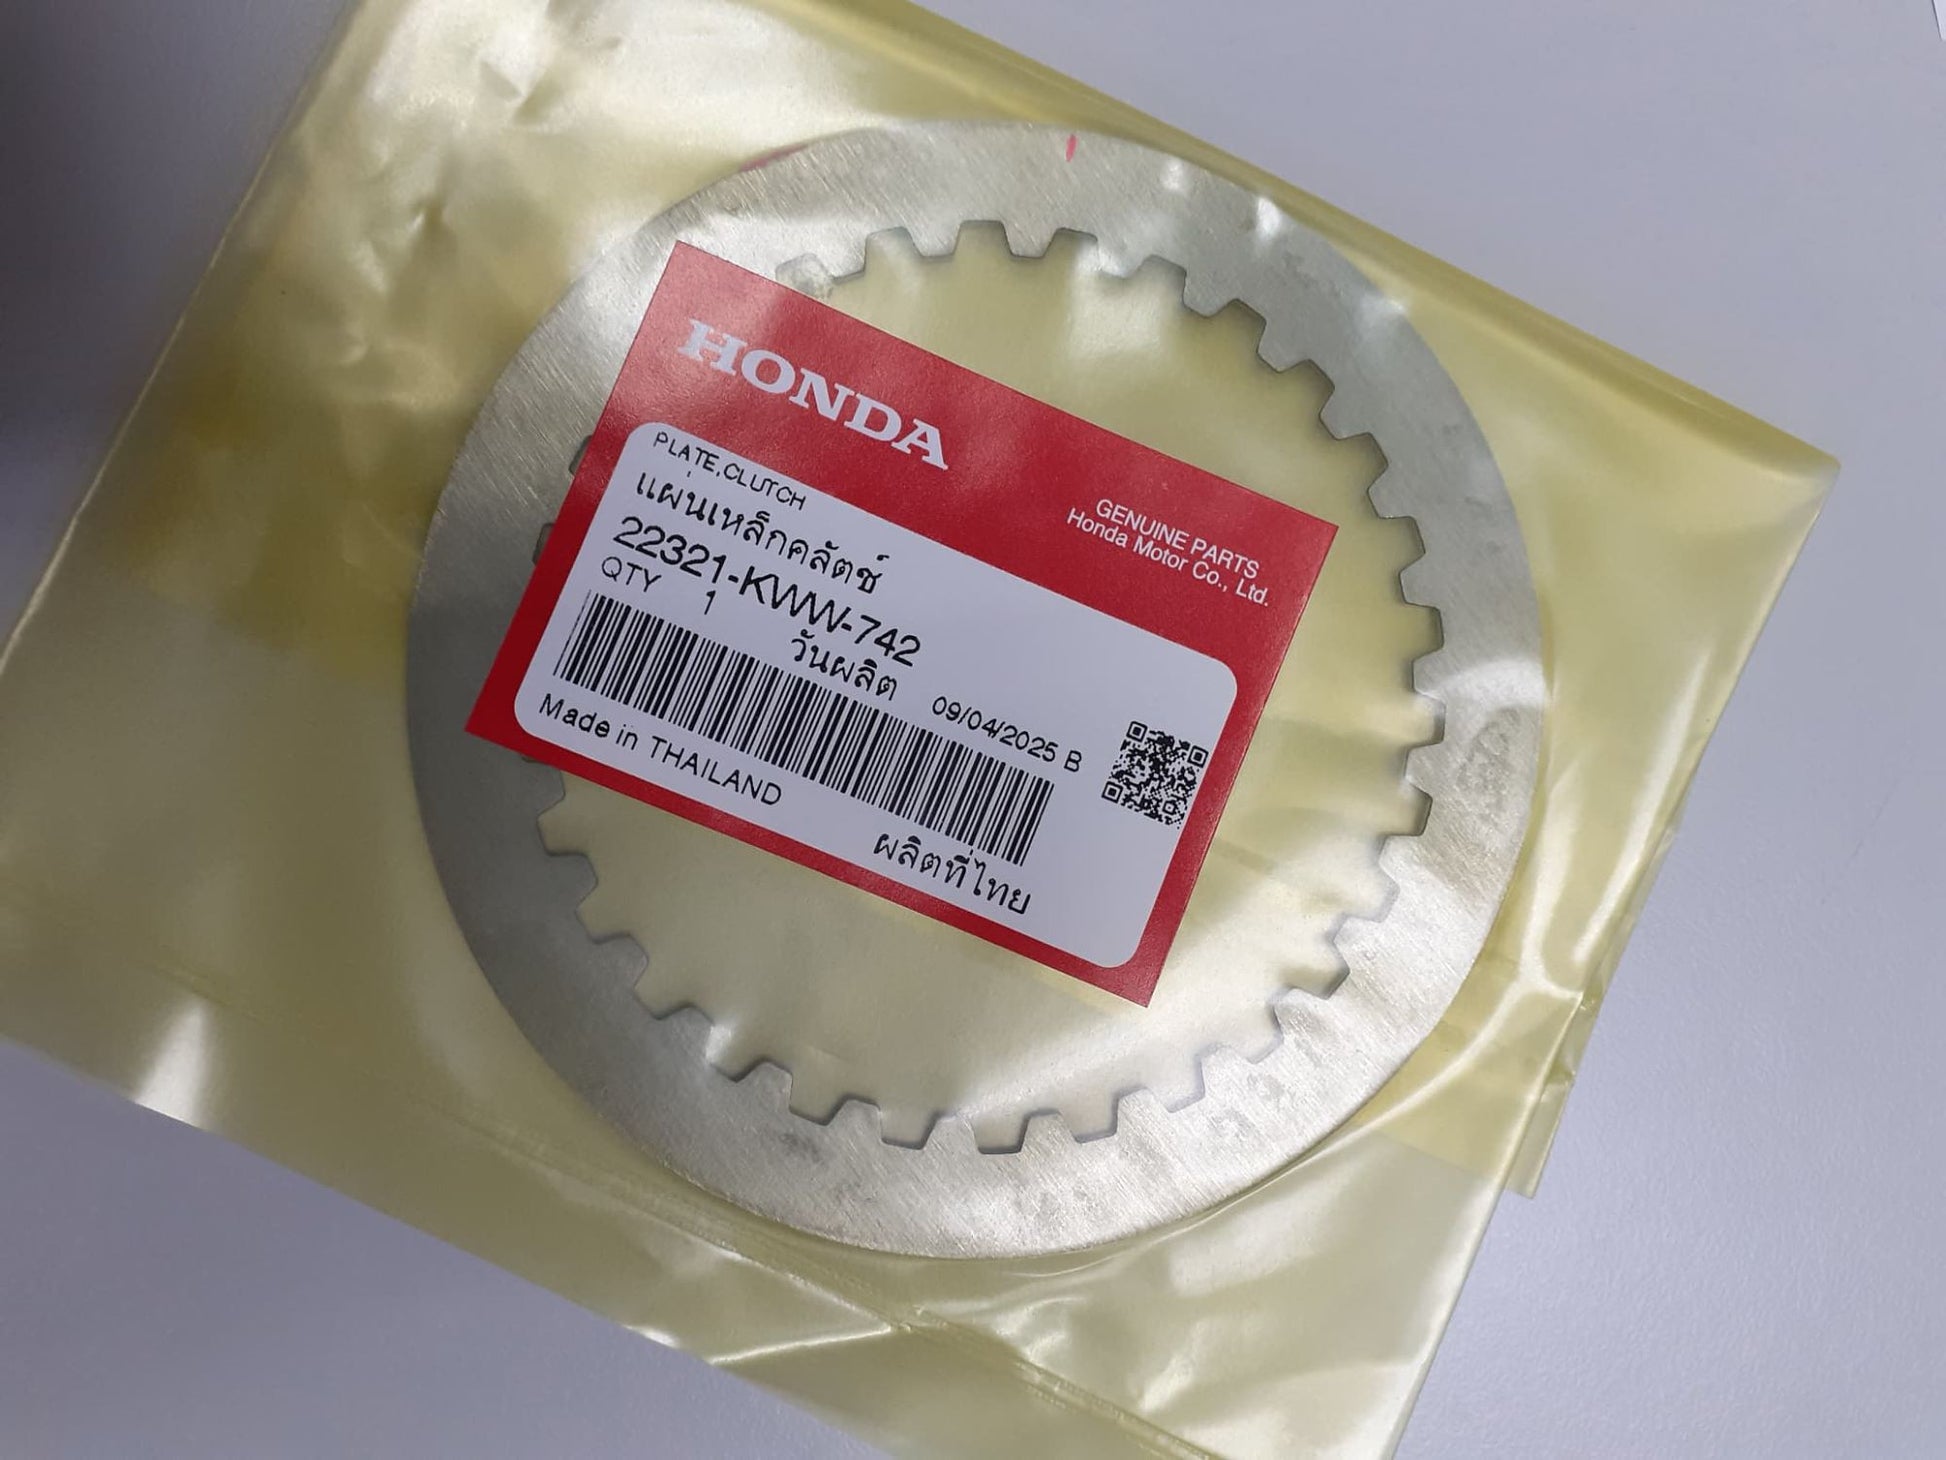 HONDA
GENUINE PARTS
Honda Motor Co., Ltd.
PLATE,CLUTCH
แผ่นเหล็กคลัตช์
22321-KWW-742
QTY 1
วันผลิต 09/04/2025 B
Made in THAILAND
ผลิตที่ไทย